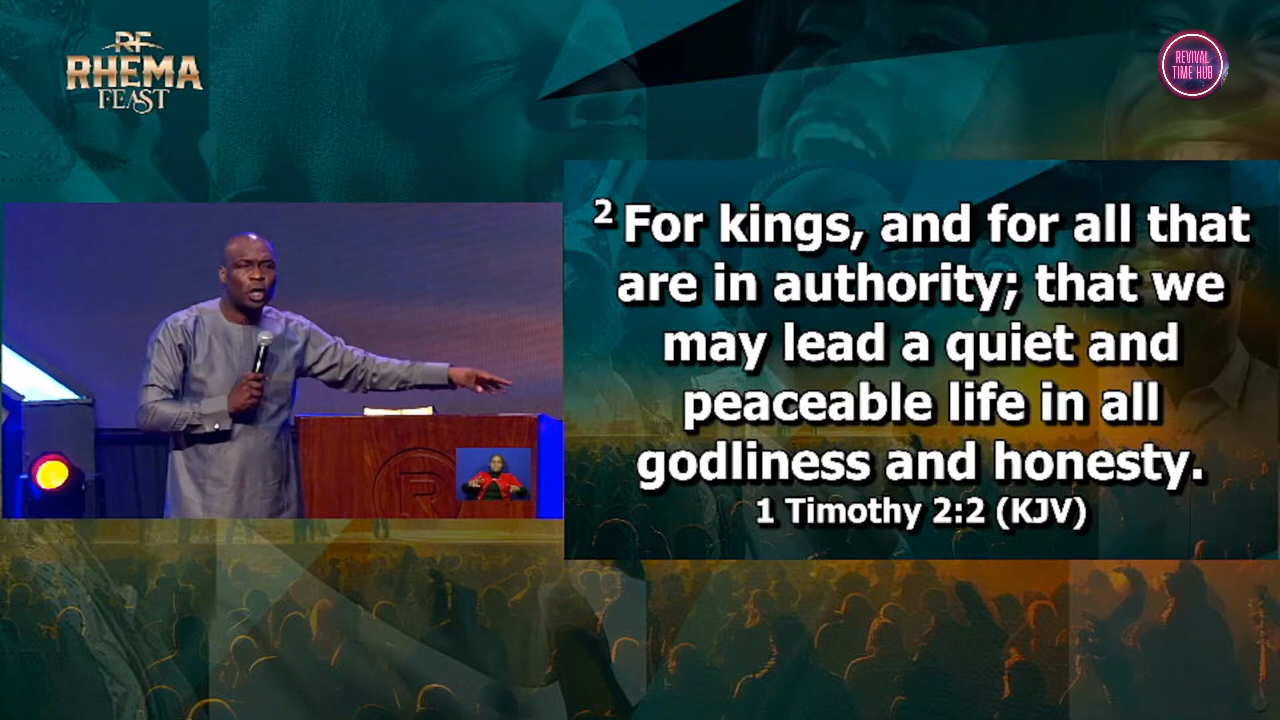 RF
RHEMA
FEAST
REVIVAL
TIME HUB
2 For kings, and for all that
are in authority; that we
may lead a quiet and
peaceable life in all
godliness and honesty.
1 Timothy 2:2 (KJV)
R